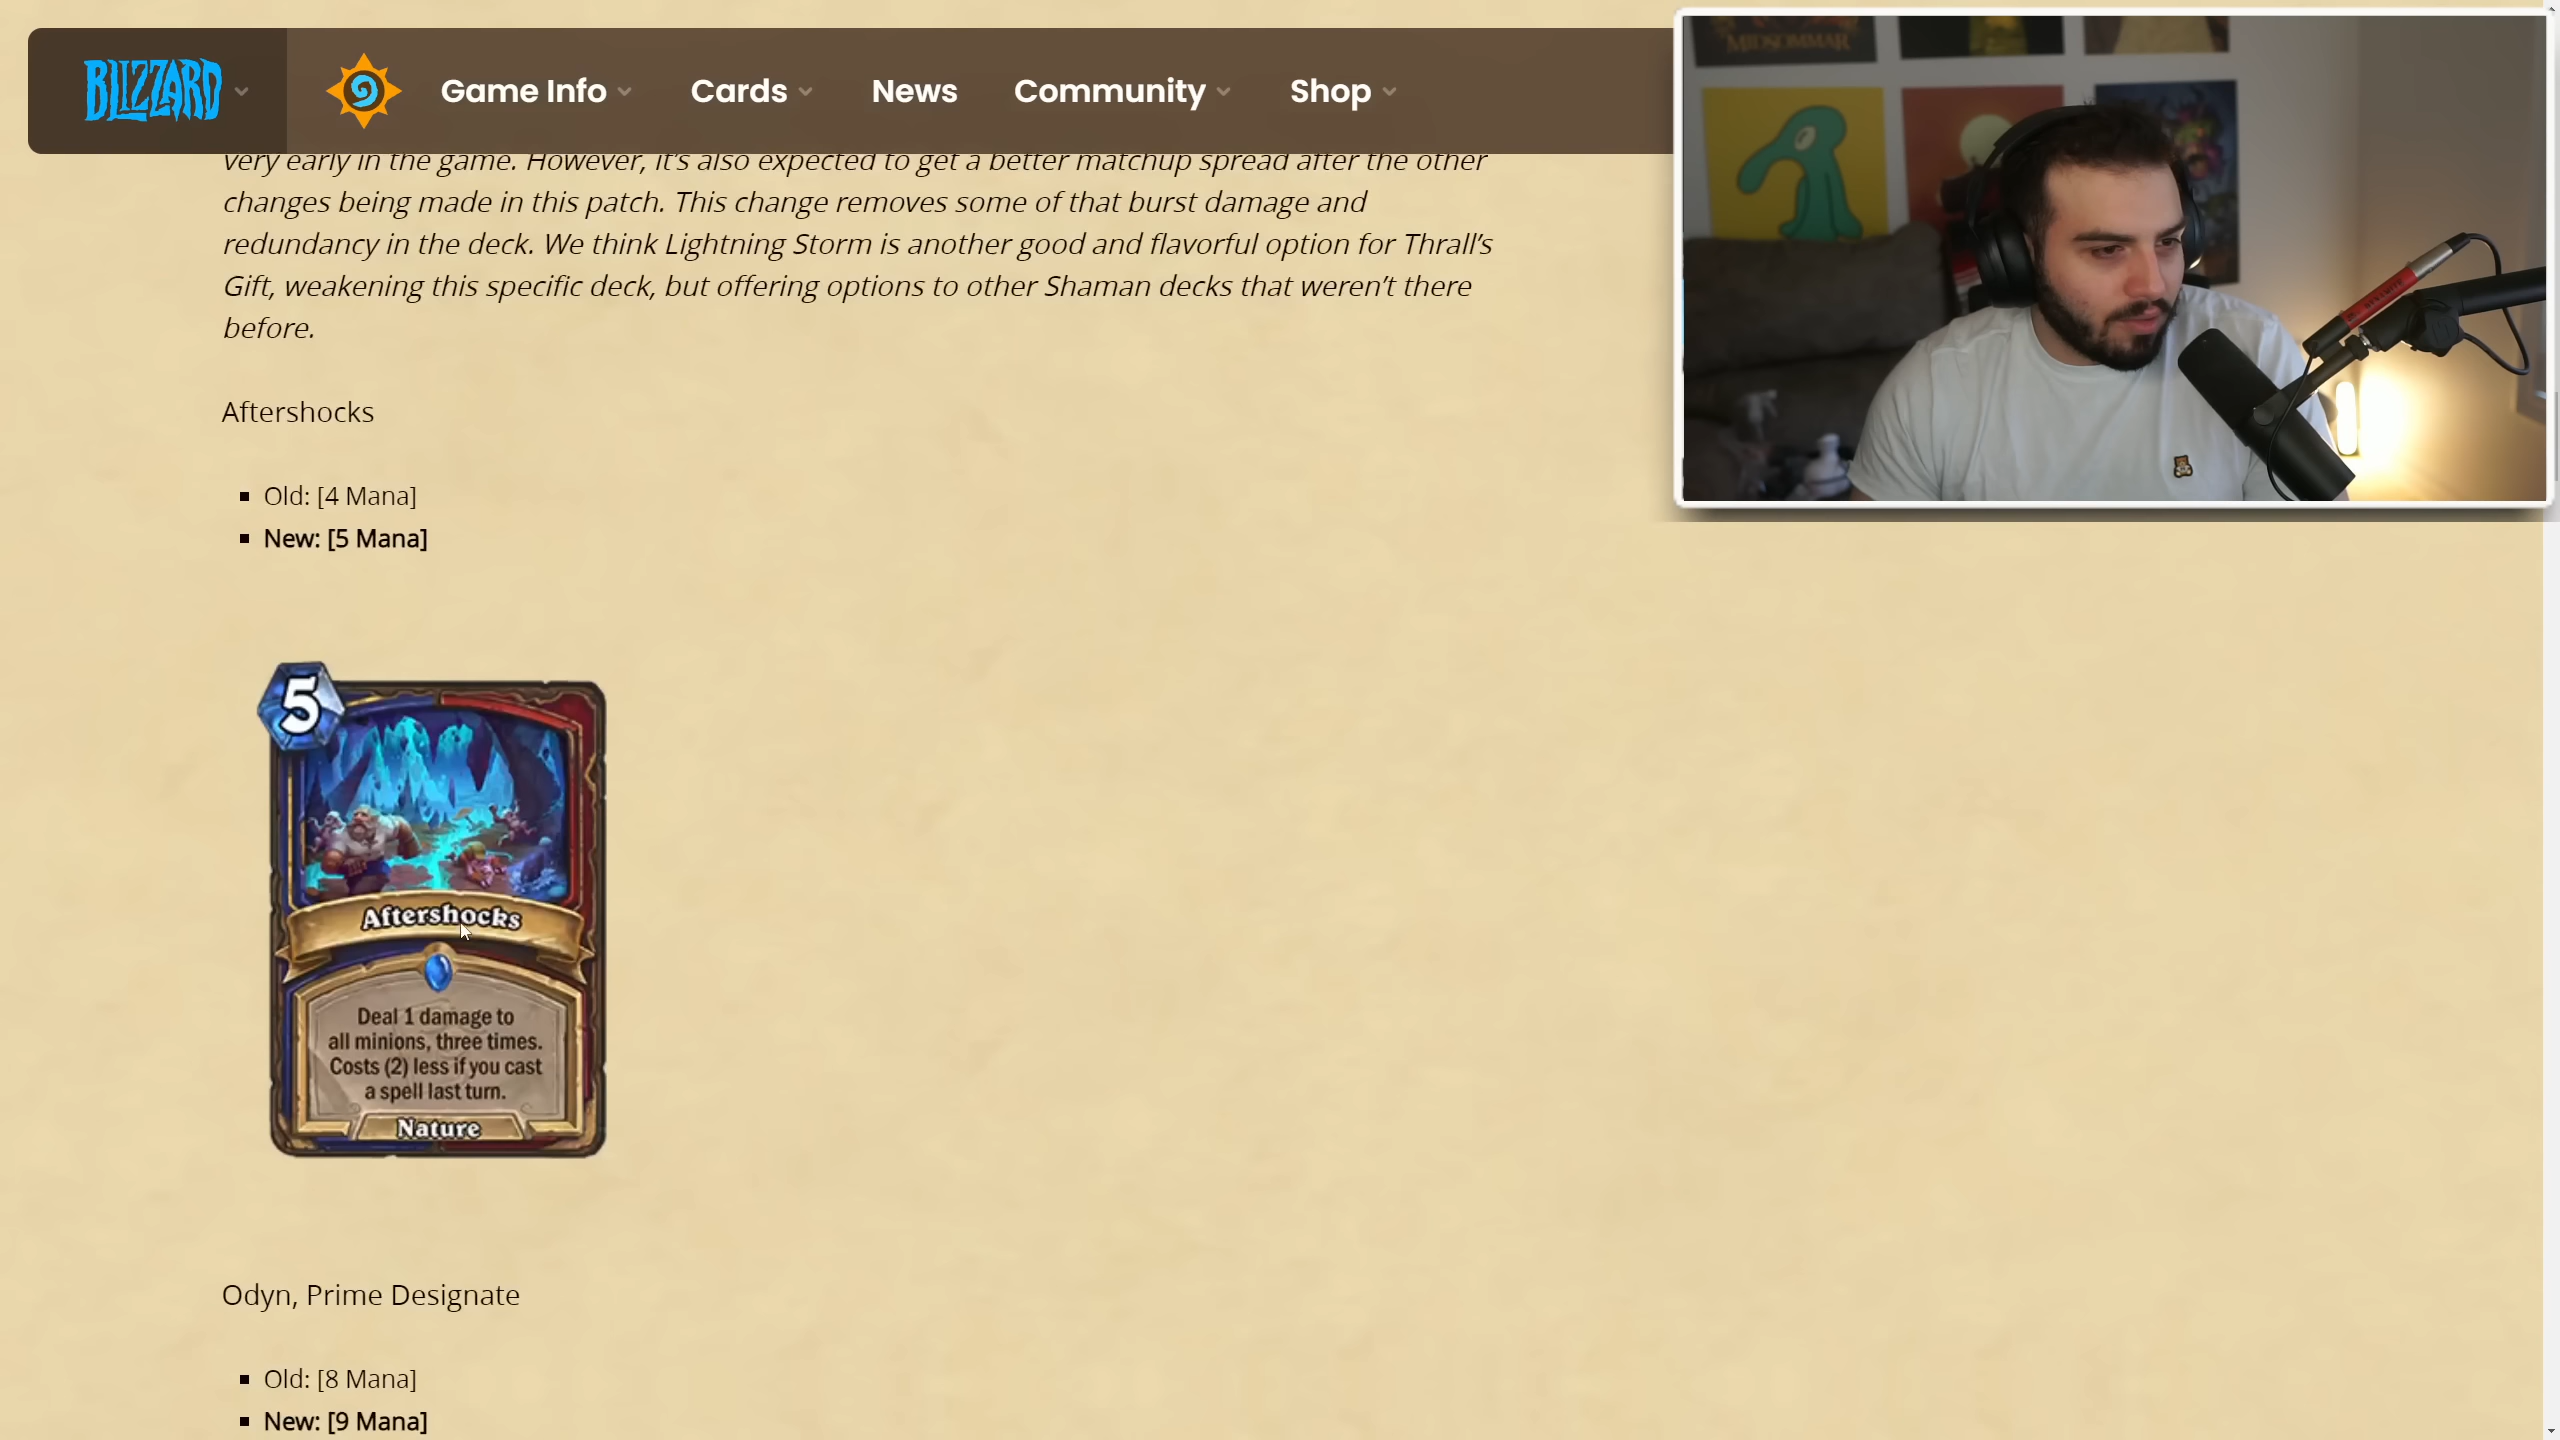 BLIZZARD
Game Info
Cards
News
Community
Shop
MIDSOMMAR
very early in the game. However, it's also expected to get a better matchup spread after the other
changes being made in this patch. This change removes some of that burst damage and
redundancy in the deck. We think Lightning Storm is another good and flavorful option for Thrall's
Gift, weakening this specific deck, but offering options to other Shaman decks that weren't there
before.
Aftershocks
Old: [4 Mana]
New: [5 Mana]
5
Aftershocks
Deal 1 damage to
all minions, three times.
Costs (2) less if you cast
a spell last turn.
Nature
Odyn, Prime Designate
Old: [8 Mana]
New: [9 Mana]